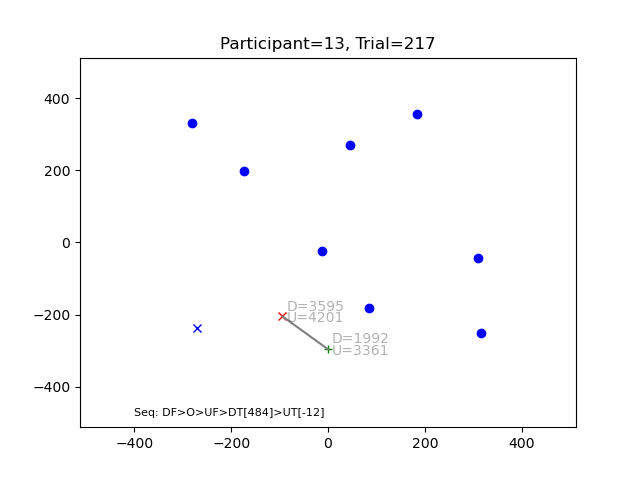 Participant=13, Trial=217
400
200
0
−200
−400
D=3595
U=4201
D=1992
U=3361
Seq: DF>O>UF>DT[484]>UT[-12]
−400
−200
0
200
400